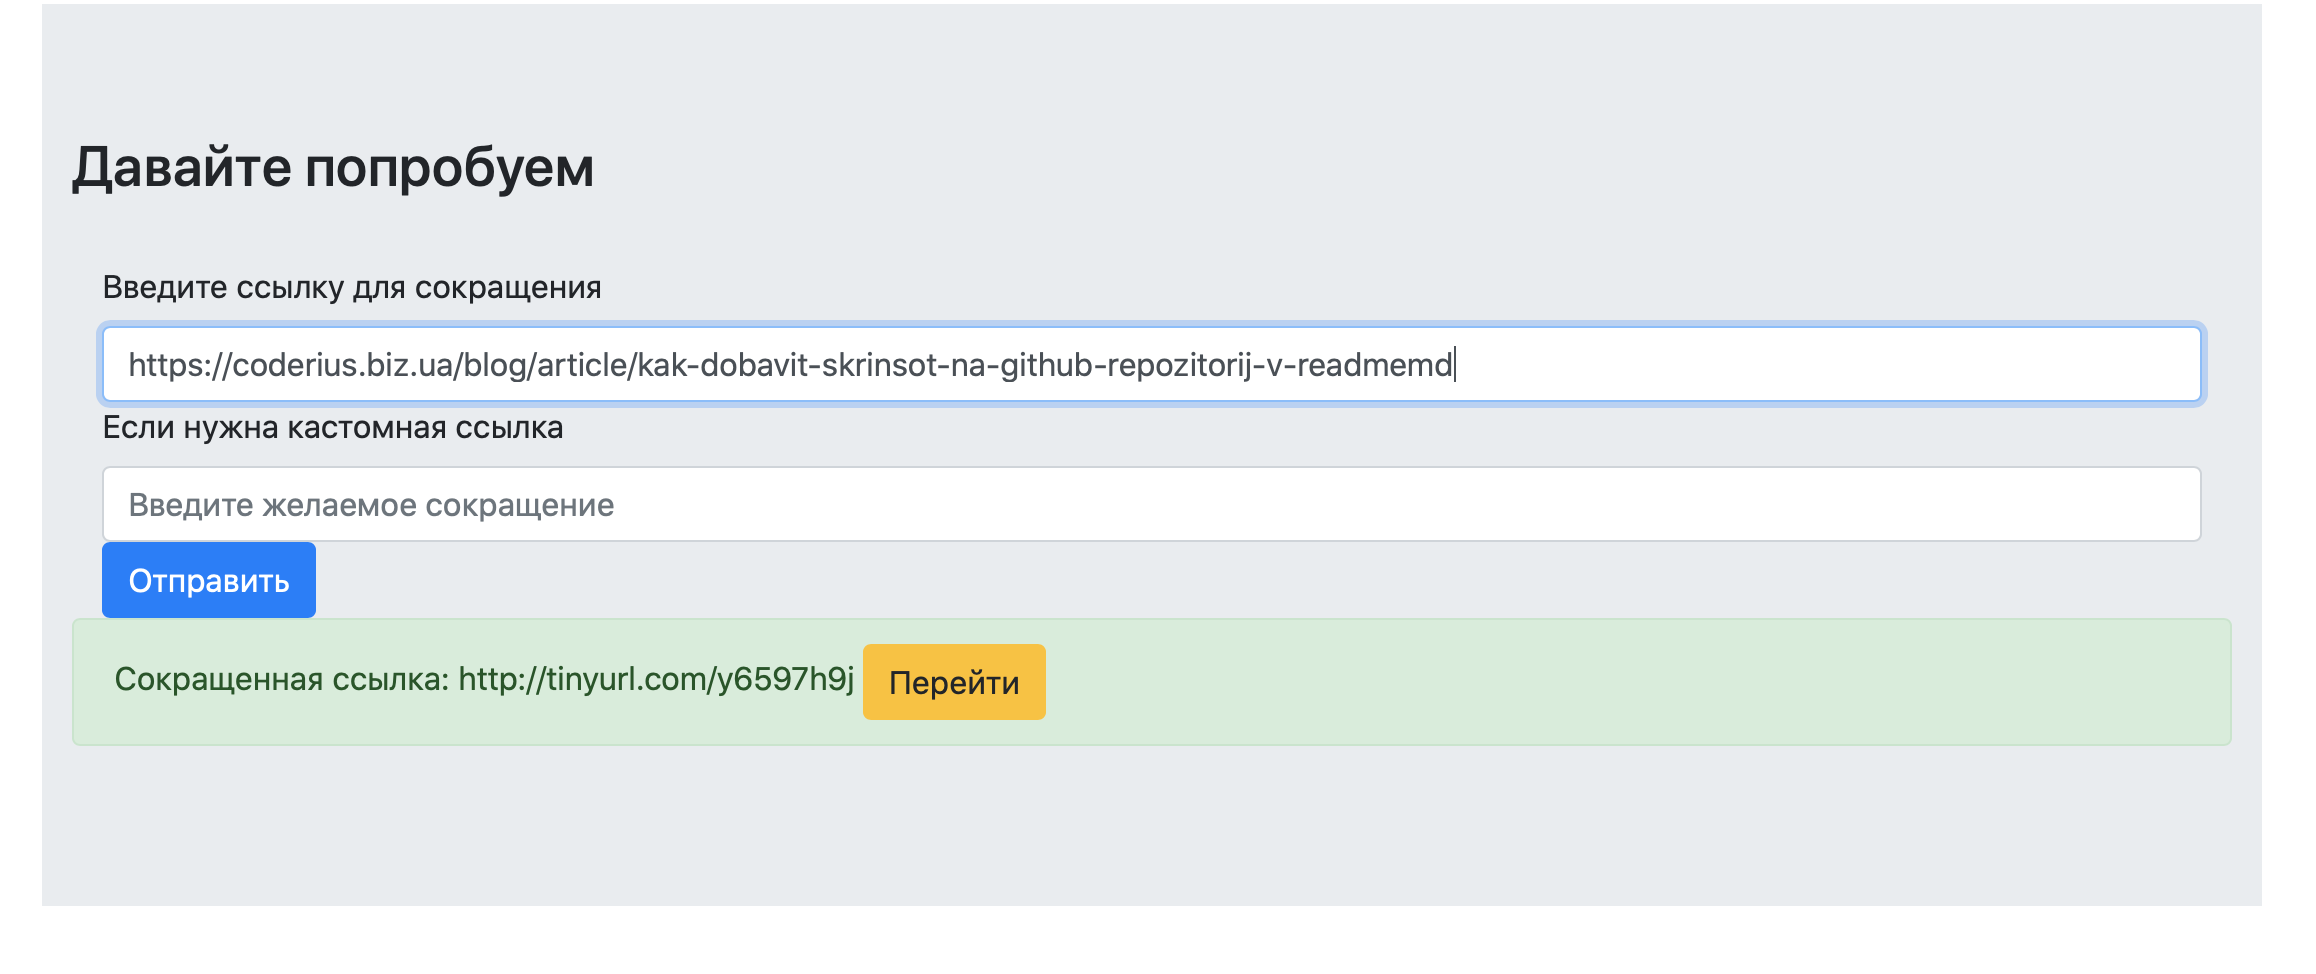 Давайте попробуем
Введите ссылку для сокращения
https://coderius.biz.ua/blog/article/kak-dobavit-skrinsot-na-github-repozitorij-v-readmemd
Если нужна кастомная ссылка
Введите желаемое сокращение
Отправить
Сокращенная ссылка: http://tinyurl.com/y6597h9j Перейти